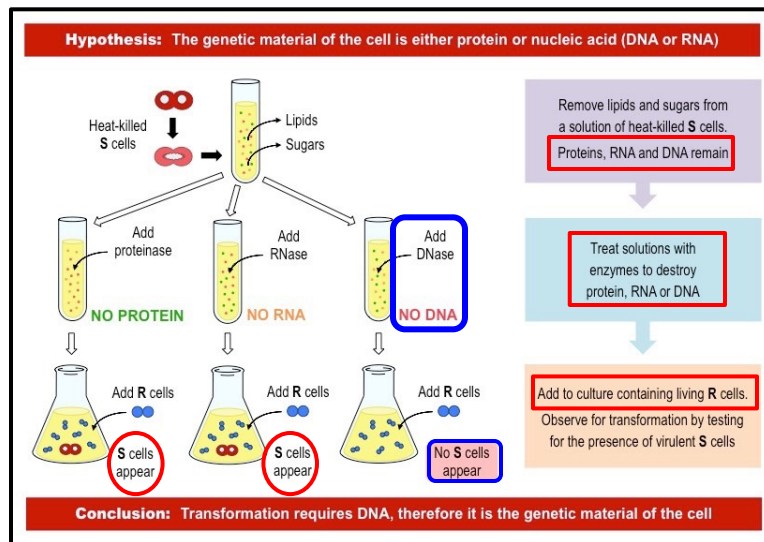 Hypothesis: The genetic material of the cell is either protein or nucleic acid (DNA or RNA)
Heat-killed
S cells
Lipids
Sugars
Remove lipids and sugars from
a solution of heat-killed S cells.
Proteins, RNA and DNA remain
Add
proteinase
NO PROTEIN
Add
RNase
NO RNA
Add
DNase
NO DNA
Treat solutions with
enzymes to destroy
protein, RNA or DNA
Add R cells
S cells
appear
Add R cells
S cells
appear
Add R cells
No S cells
appear
Add to culture containing living R cells.
Observe for transformation by testing
for the presence of virulent S cells
Conclusion: Transformation requires DNA, therefore it is the genetic material of the cell